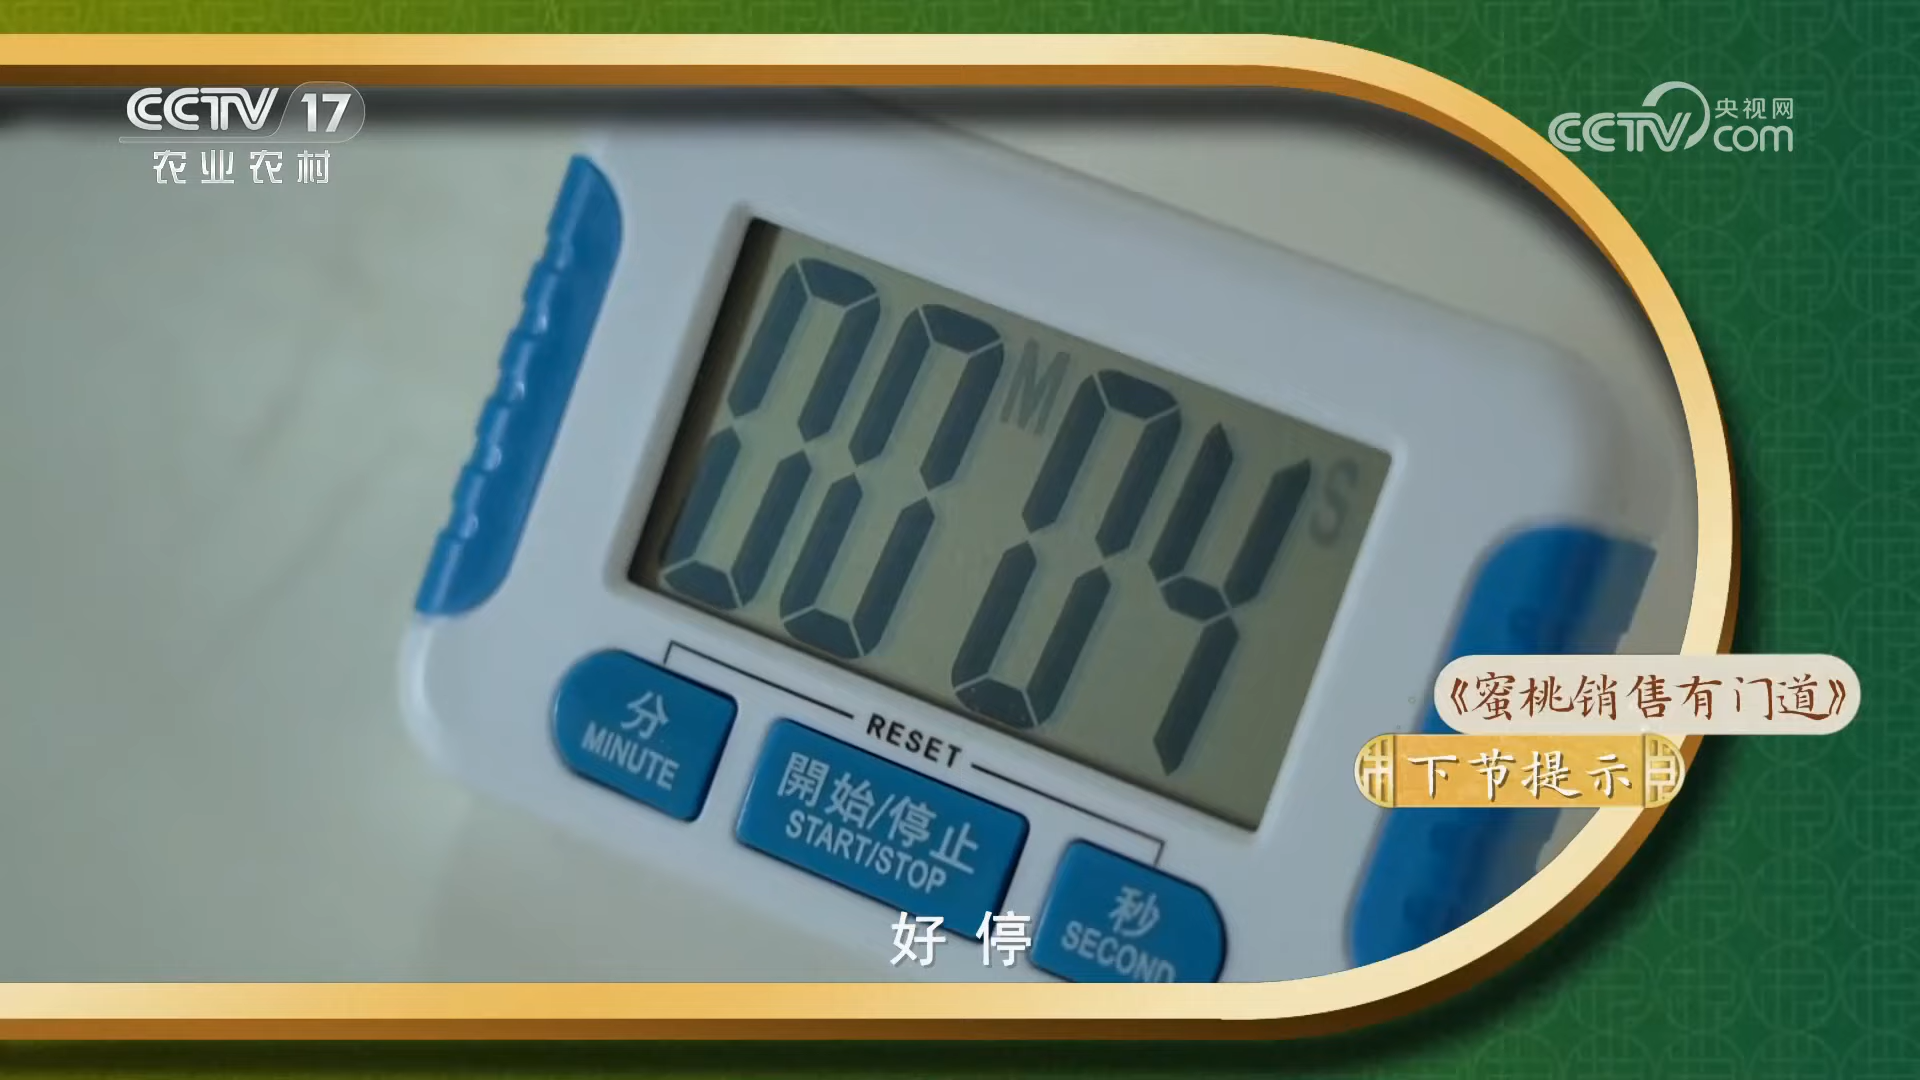 CCTV 17
农业农村
央视网
CCTV.com
00M04S
RESET
分
MINUTE
開始/停止
START/STOP
秒
SECOND
《蜜桃销售有门道》
下节提示
好 停